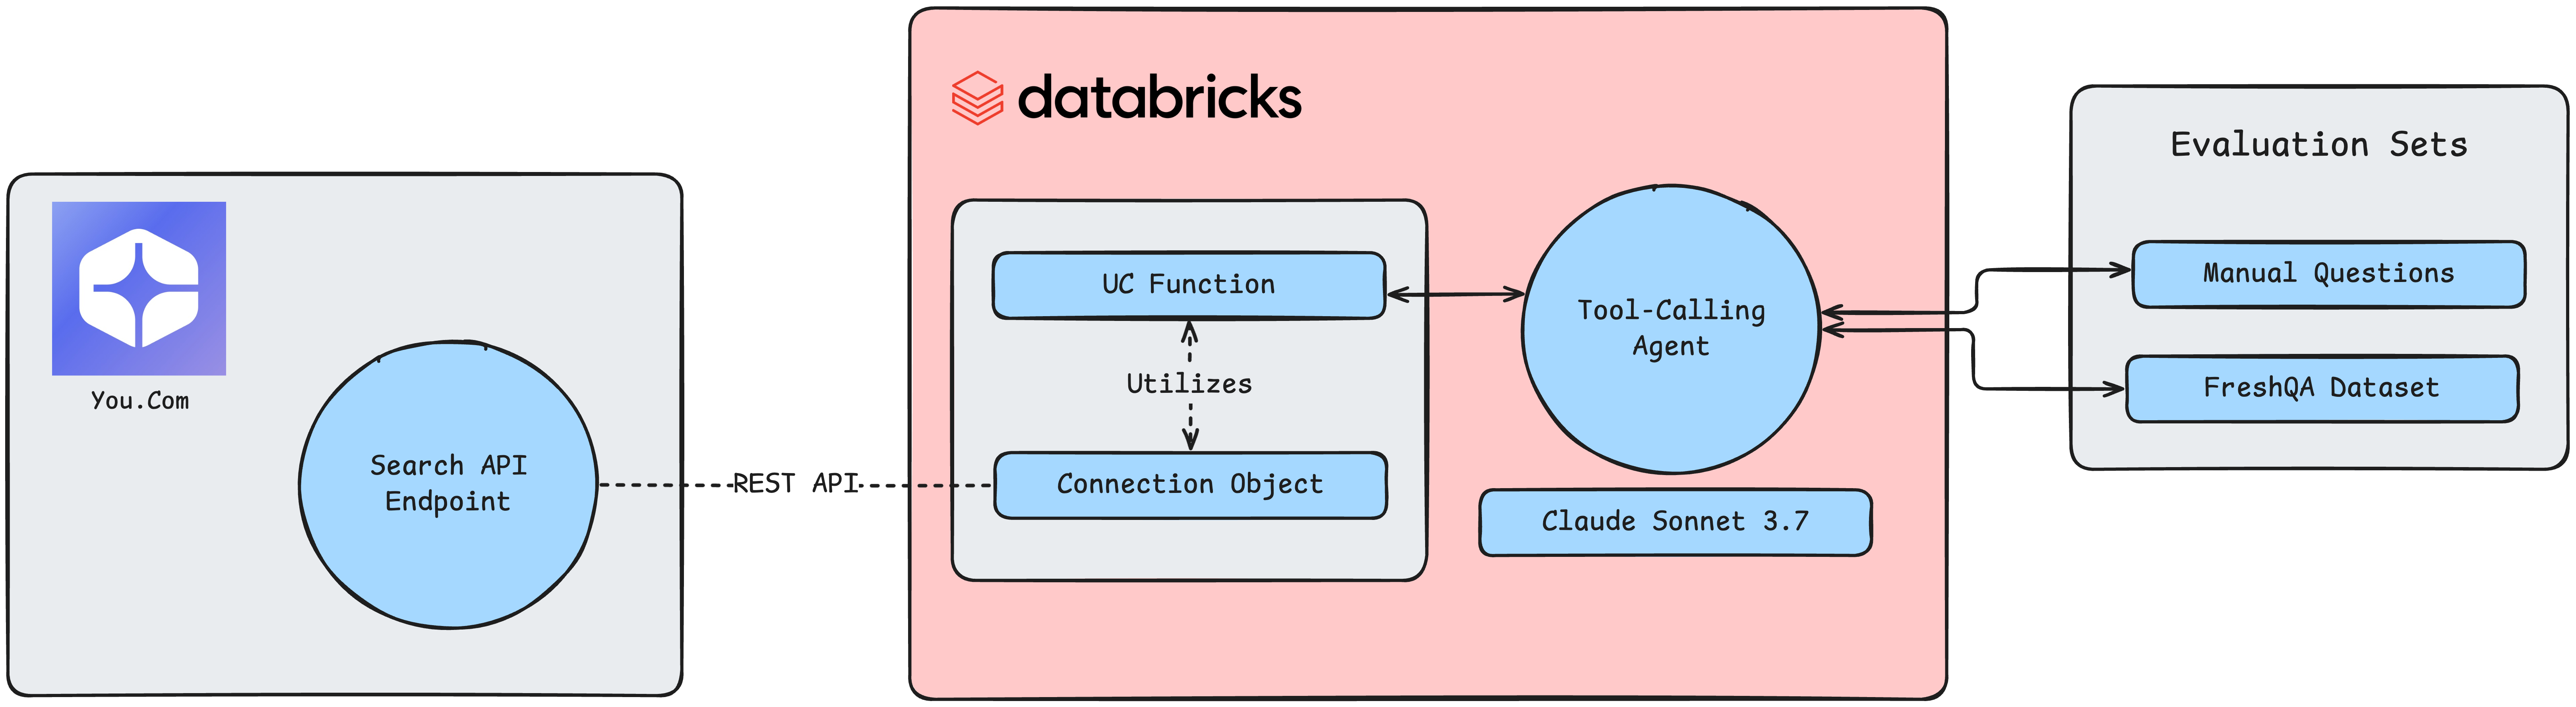 You.Com
Search API
Endpoint
REST API
databricks
UC Function
Utilizes
Connection Object
Tool-Calling
Agent
Claude Sonnet 3.7
Evaluation Sets
Manual Questions
FreshQA Dataset